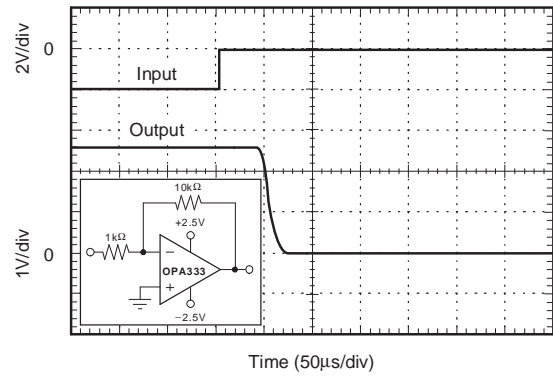 2V/div
0
Input
Output
1V/div
0
10kΩ
+2.5V
1kΩ
−
OPA333
+
−2.5V
Time (50μs/div)